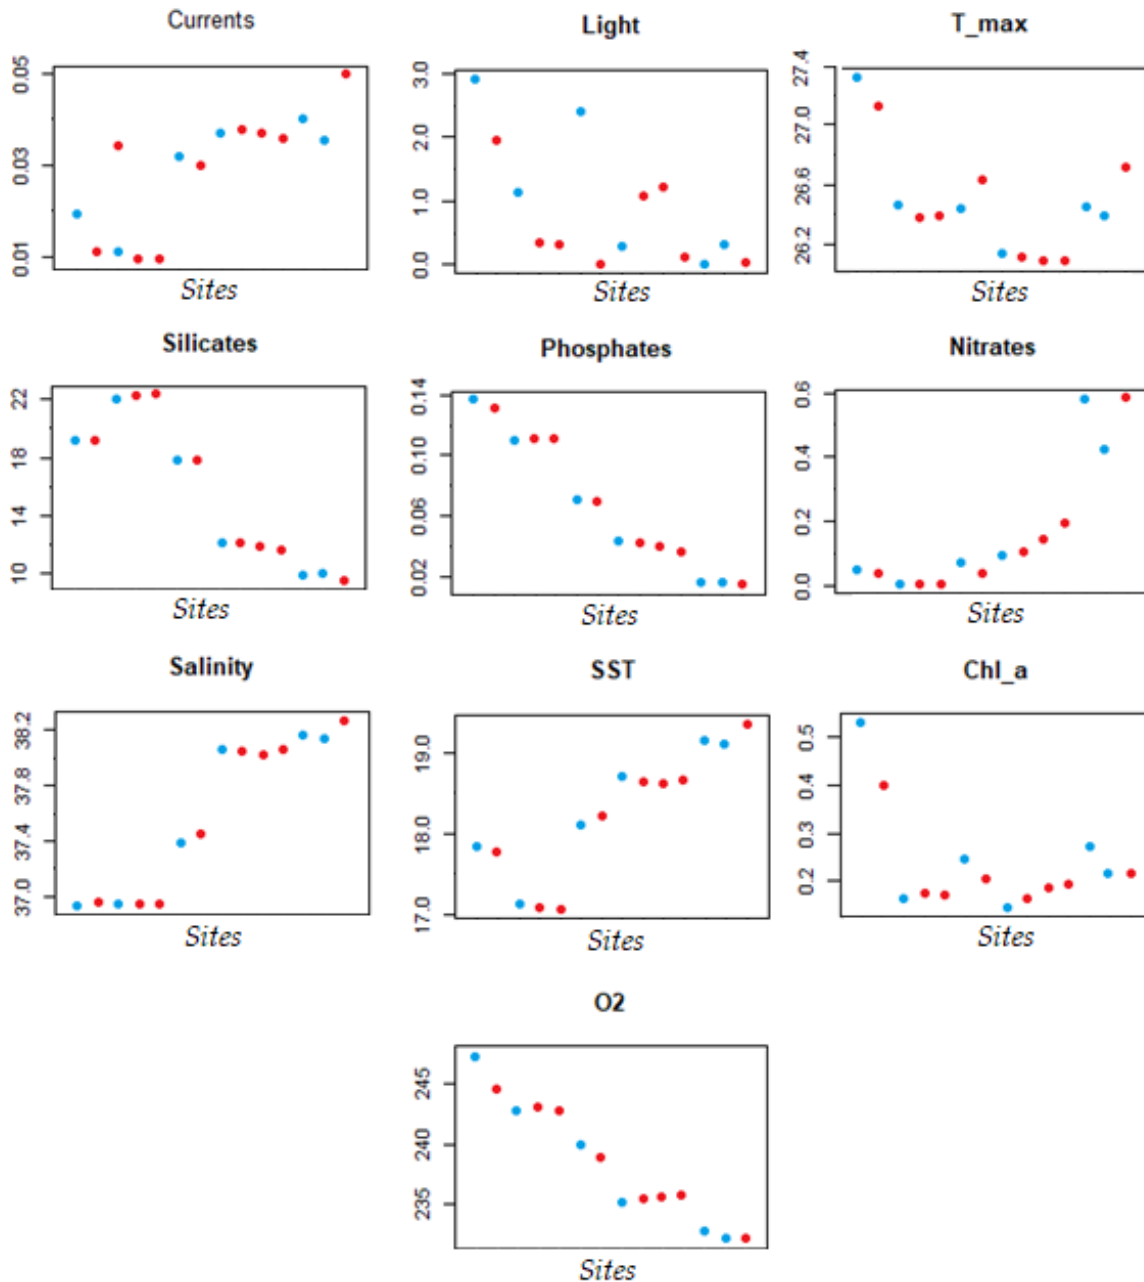 Currents
0.05
0.03
0.01
Sites
Light
3.0
2.0
1.0
0.0
Sites
T_max
27.4
27.0
26.6
26.2
Sites
Silicates
22
18
14
10
Sites
Phosphates
0.14
0.10
0.06
0.02
Sites
Nitrates
0.6
0.4
0.2
0.0
Sites
Salinity
38.2
37.8
37.4
37.0
Sites
SST
19.0
18.0
17.0
Sites
Chl_a
0.5
0.4
0.3
0.2
Sites
O2
245
240
235
Sites